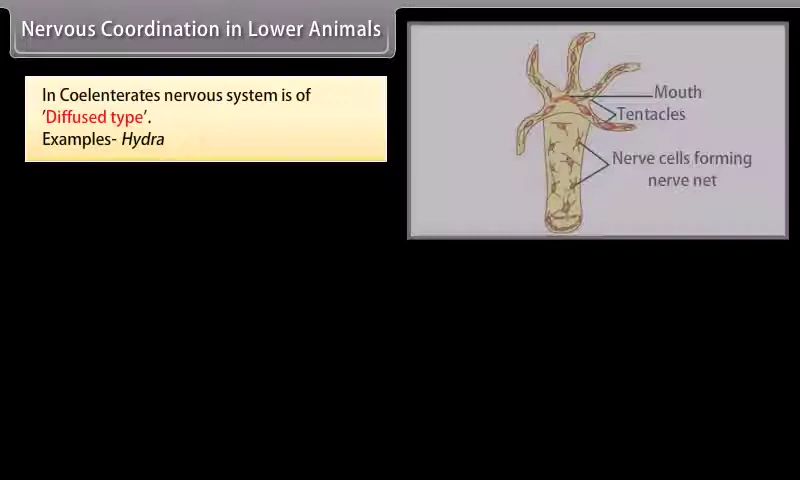 Nervous Coordination in Lower Animals
In Coelenterates nervous system is of
'Diffused type'.
Examples- Hydra
Mouth
Tentacles
Nerve cells forming
nerve net